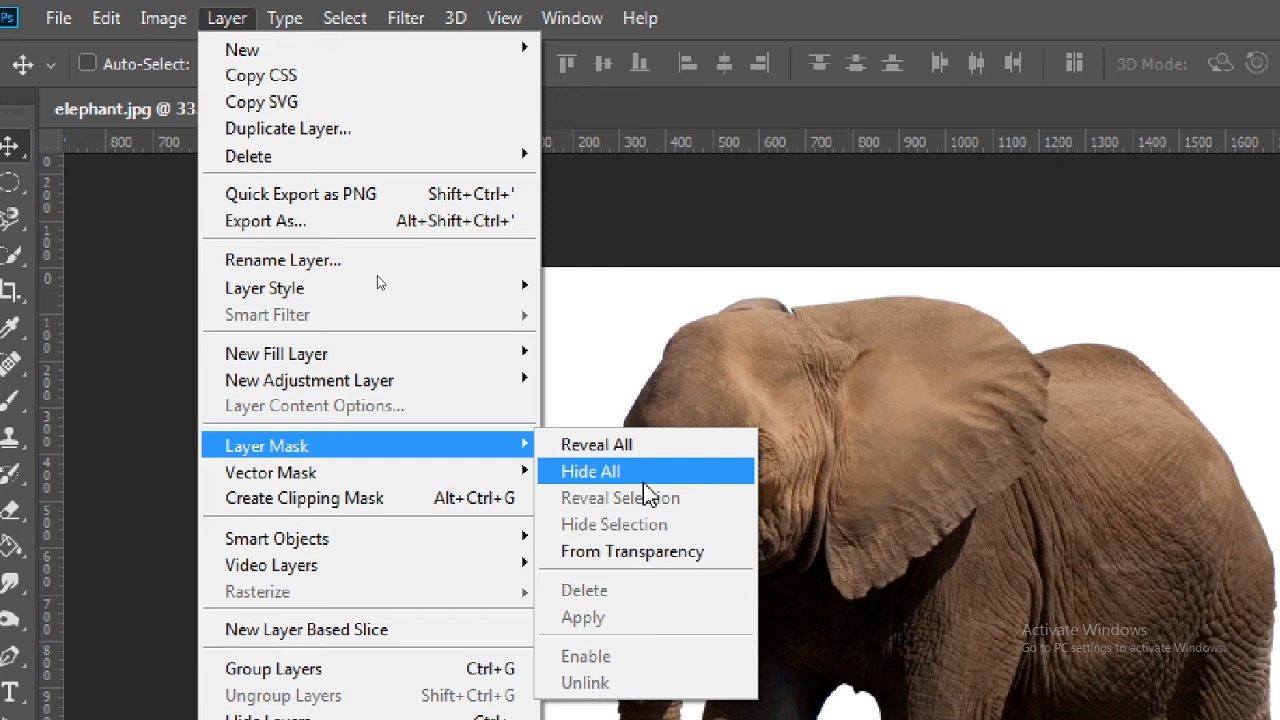 Ps File Edit Image Layer Type Select Filter 3D View Window Help
Auto-Select: 3D Mode:
elephant.jpg @ 33.
800 700 200 300 400 500 600 700 800 900 1000 1100 1200 1300 1400 1500 1600
New
Copy CSS
Copy SVG
Duplicate Layer...
Delete
Quick Export as PNG Shift+Ctrl+'
Export As... Alt+Shift+Ctrl+'
Rename Layer...
Layer Style
Smart Filter
New Fill Layer
New Adjustment Layer
Layer Content Options...
Layer Mask
Vector Mask
Create Clipping Mask Alt+Ctrl+G
Smart Objects
Video Layers
Rasterize
New Layer Based Slice
Group Layers Ctrl+G
Ungroup Layers Shift+Ctrl+G
Hide Layers Ctrl+
Reveal All
Hide All
Reveal Selection
Hide Selection
From Transparency
Delete
Apply
Enable
Unlink
Activate Windows
Go to PC settings to activate Windows.